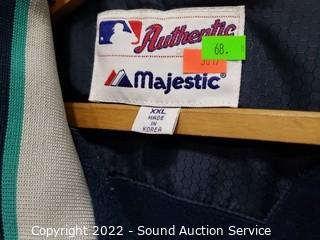 Authentic
68.
Majestic
XXL
MADE
IN
KOREA
Copyright 2022 - Sound Auction Service